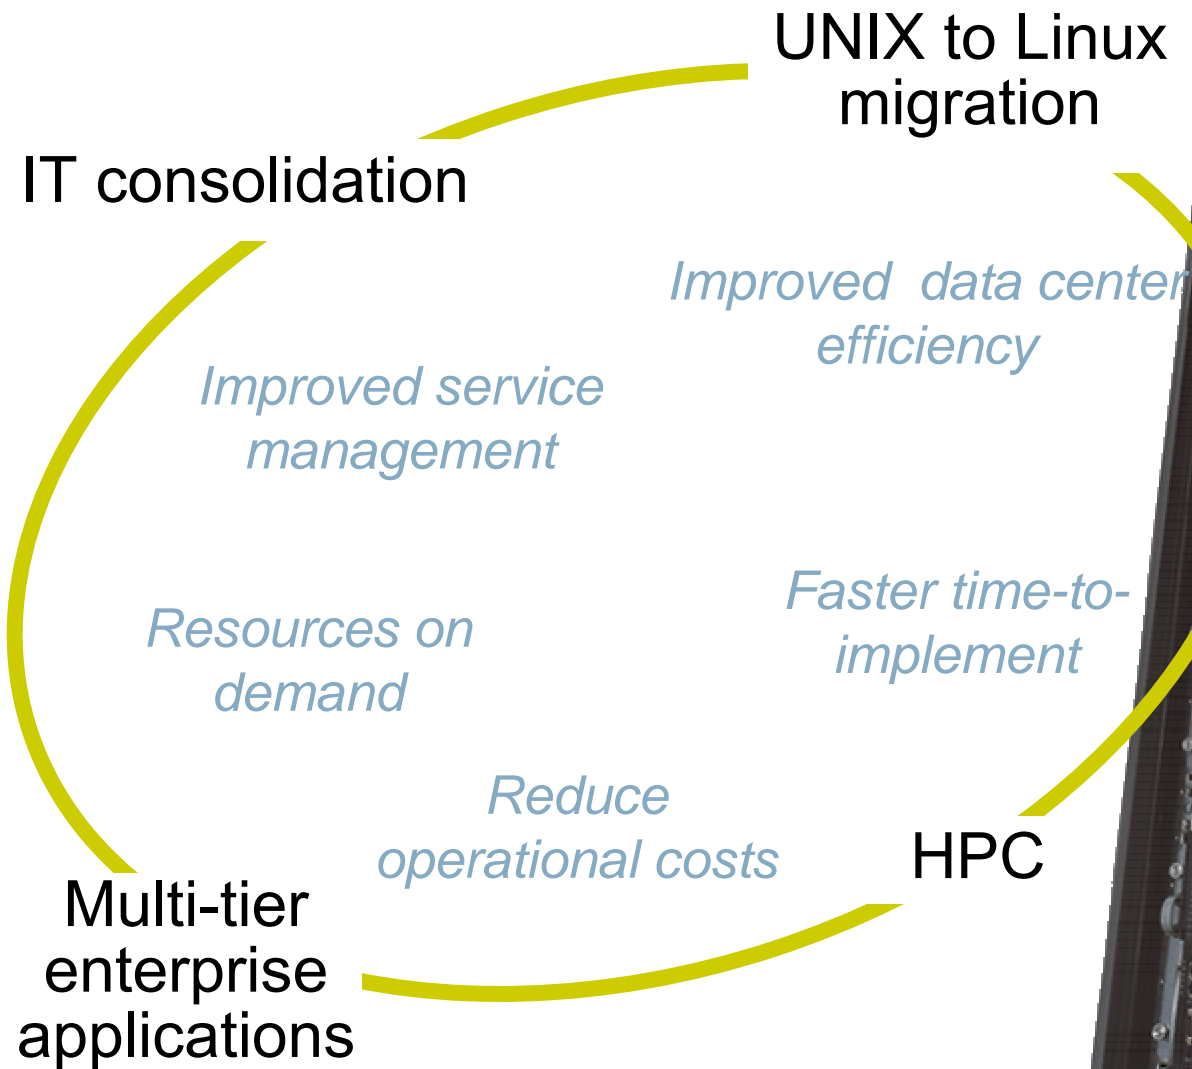 UNIX to Linux
migration
IT consolidation
Improved data center
efficiency
Improved service
management
Faster time-to-
implement
Resources on
demand
Reduce
operational costs
HPC
Multi-tier
enterprise
applications